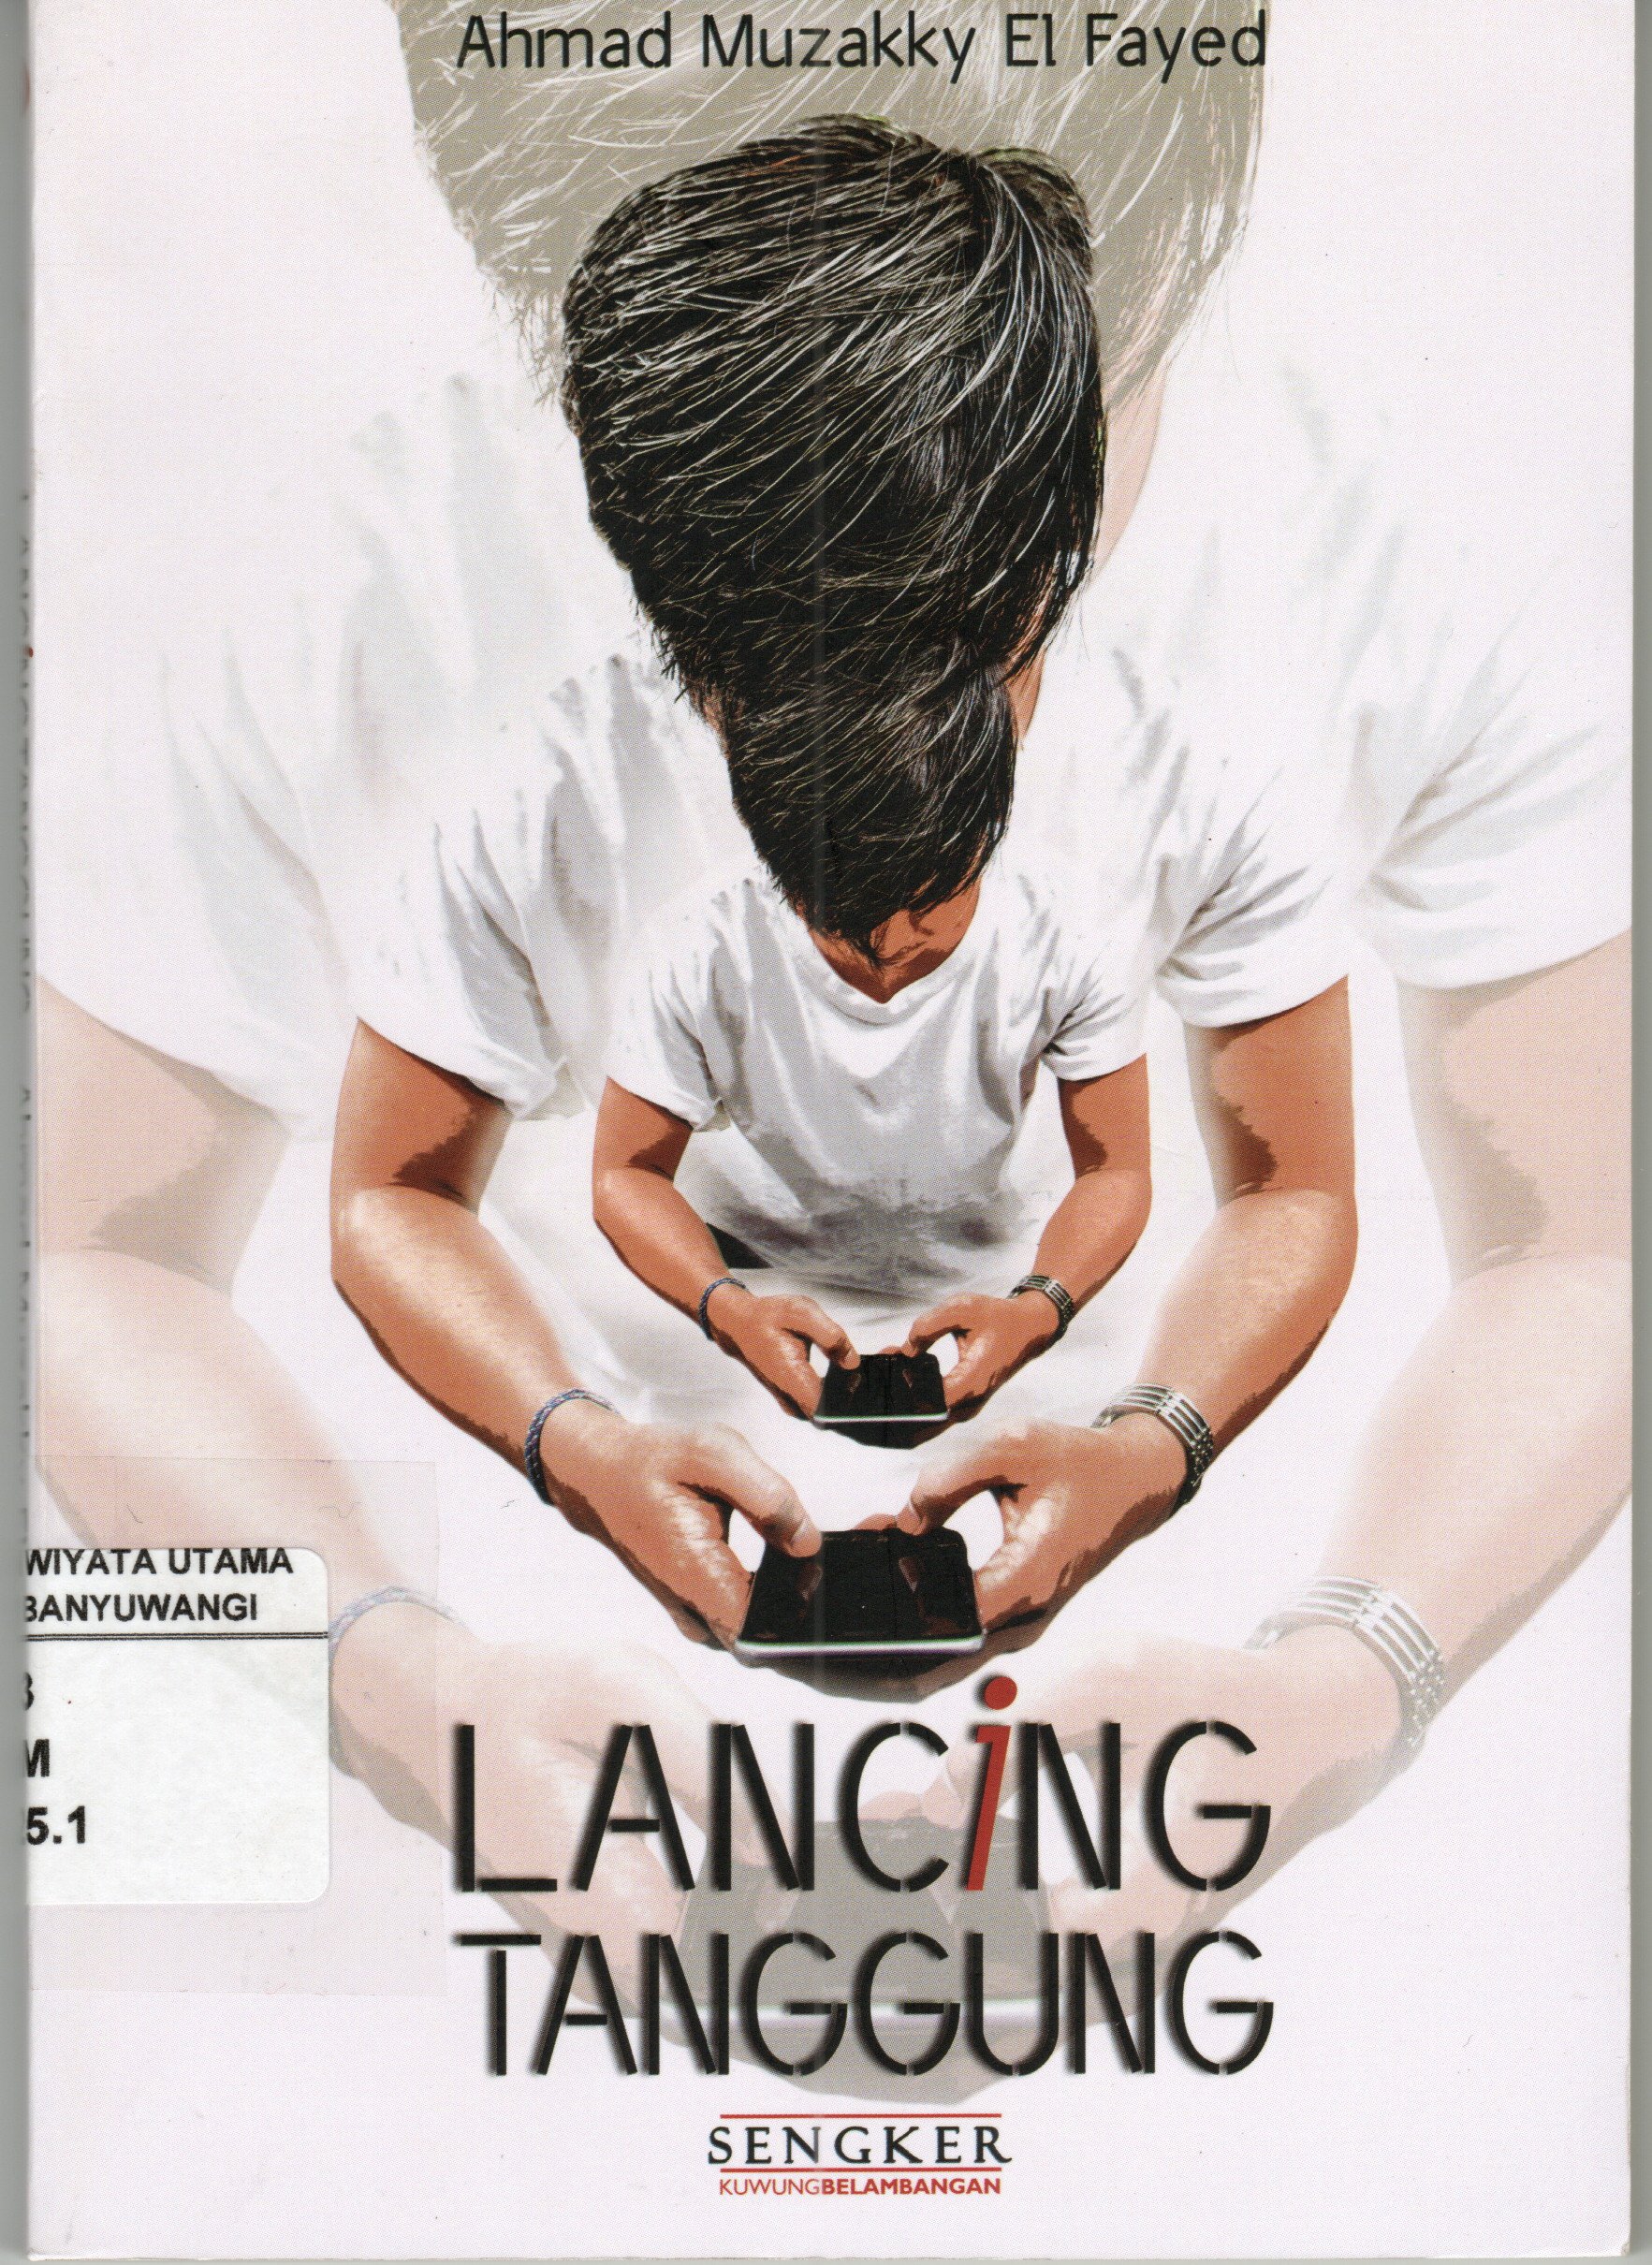 Ahmad Muzakky El Fayed
WIYATA UTAMA
BANYUWANGI
M
5.1
LANCiNG
TANGGUNG
SENGKER
KUWUNGBELAMBANGAN